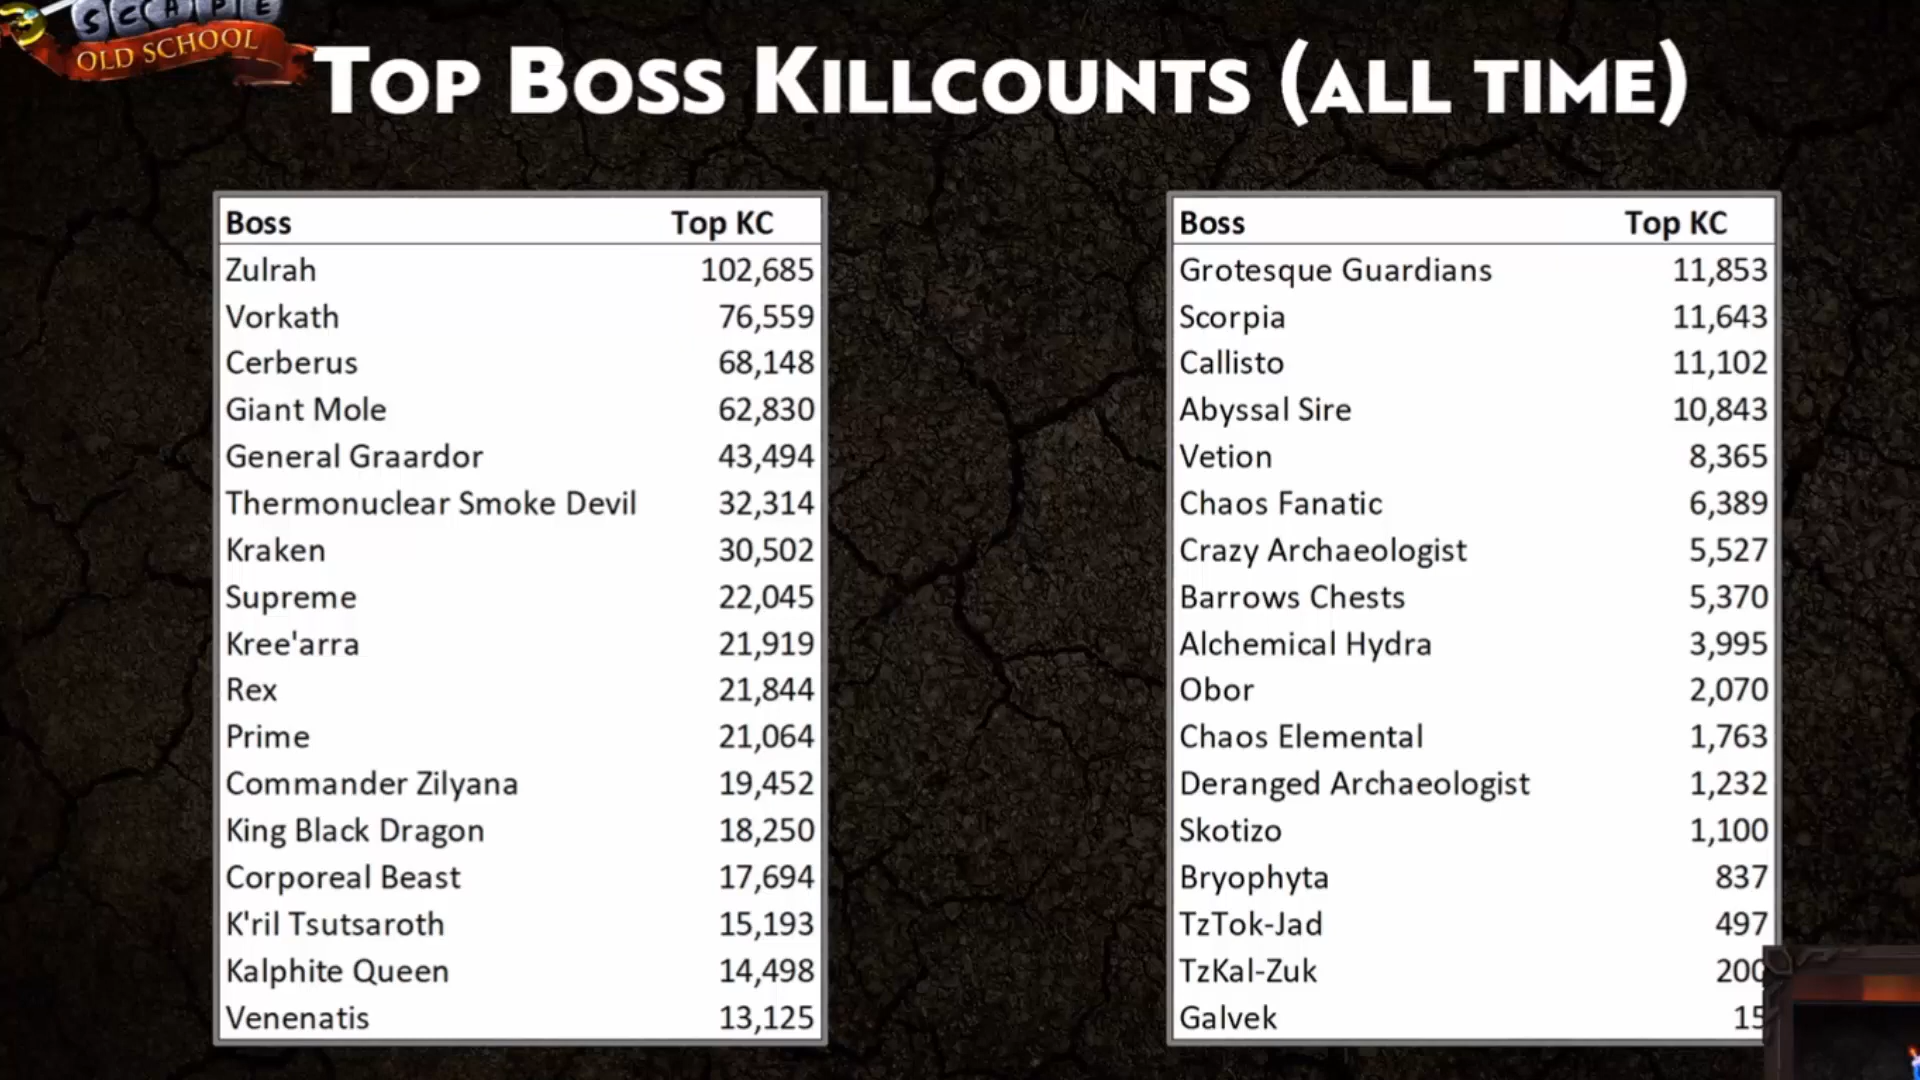 SCAPE
OLD SCHOOL
TOP BOSS KILLCOUNTS (ALL TIME)
Boss Top KC
Zulrah 102,685
Vorkath 76,559
Cerberus 68,148
Giant Mole 62,830
General Graardor 43,494
Thermonuclear Smoke Devil 32,314
Kraken 30,502
Supreme 22,045
Kree'arra 21,919
Rex 21,844
Prime 21,064
Commander Zilyana 19,452
King Black Dragon 18,250
Corporeal Beast 17,694
K'ril Tsutsaroth 15,193
Kalphite Queen 14,498
Venenatis 13,125
Boss Top KC
Grotesque Guardians 11,853
Scorpia 11,643
Callisto 11,102
Abyssal Sire 10,843
Vetion 8,365
Chaos Fanatic 6,389
Crazy Archaeologist 5,527
Barrows Chests 5,370
Alchemical Hydra 3,995
Obor 2,070
Chaos Elemental 1,763
Deranged Archaeologist 1,232
Skotizo 1,100
Bryophyta 837
TzTok-Jad 497
TzKal-Zuk 200
Galvek 15